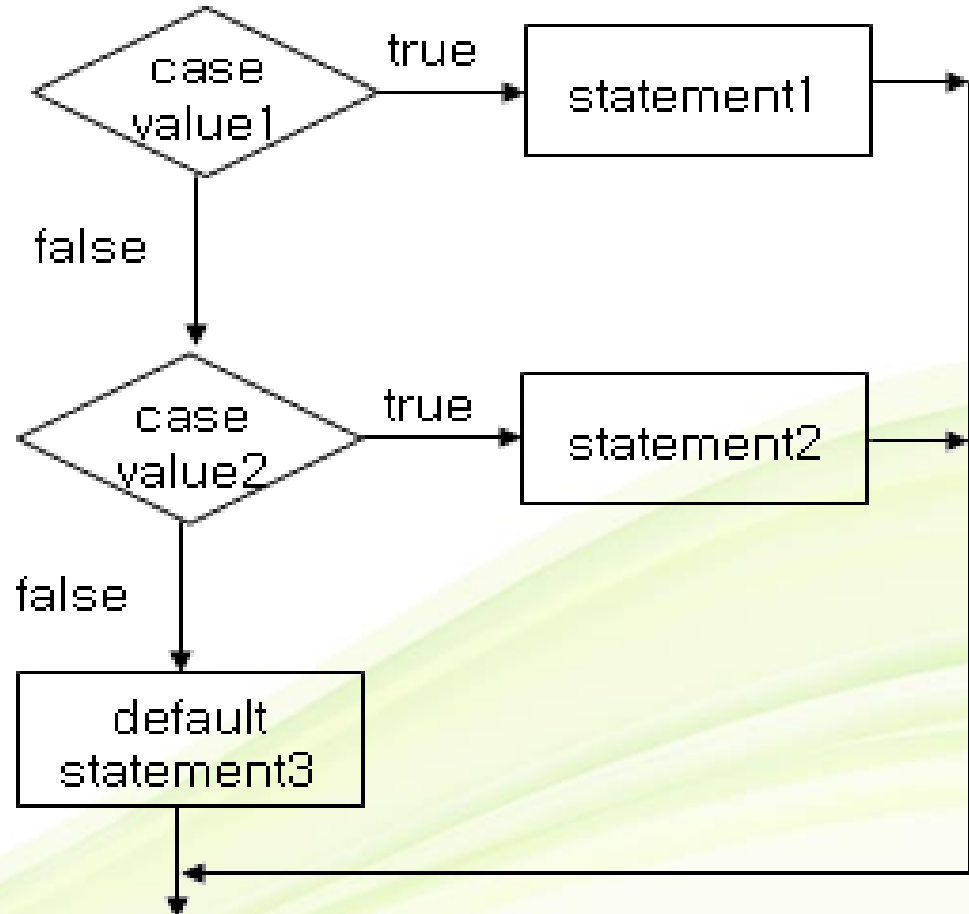 case
value1
true
statement1
false
case
value2
true
statement2
false
default
statement3